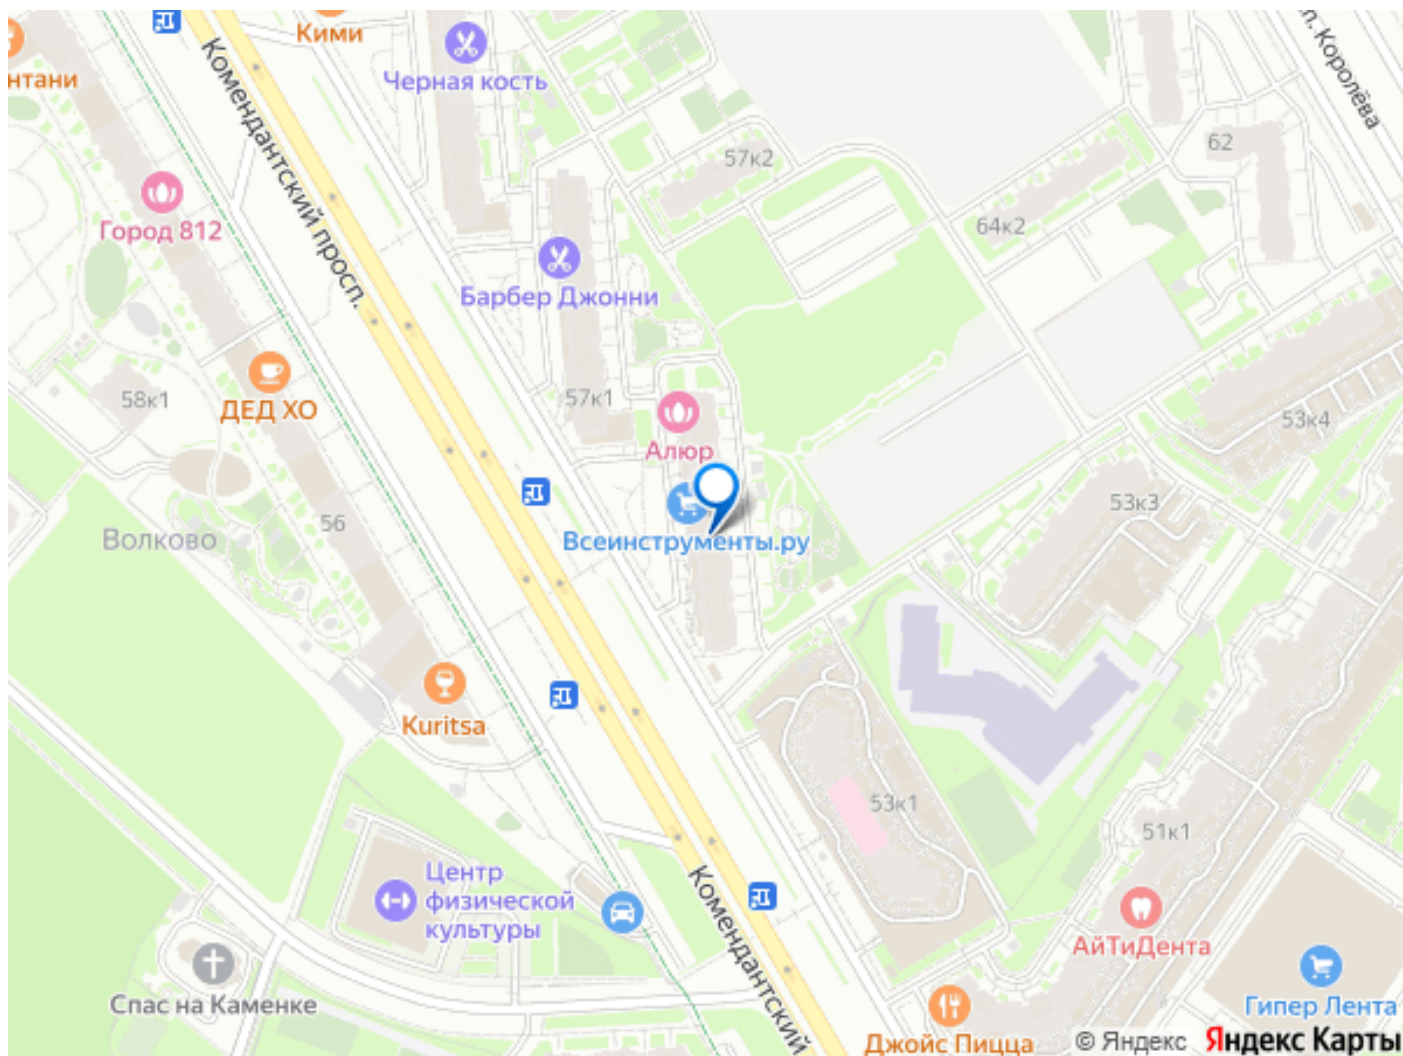 Кими
нтани
Черная кость
Комендантский просп.
п. Королёва
62
57к2
64к2
Город 812
Барбер Джонни
58к1
ДЕД ХО
57к1
53к4
Алюр
53к3
56
Волково
Всеинструменты.ру
Kuritsa
53к1
51к1
Центр
физической
культуры
Комендантский
АйТиДента
Спас на Каменке
Гипер Лента
Джойс Пицца
© Яндекс Яндекс Карты